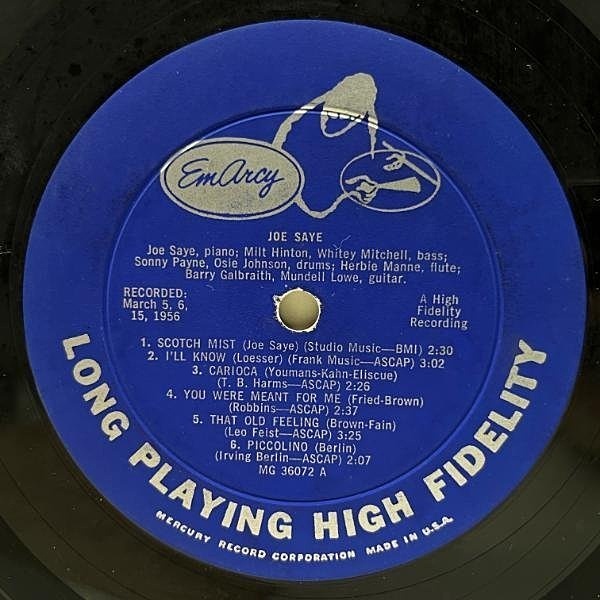 EmArcy
JOE SAYE
Joe Saye, piano; Milt Hinton, Whitey Mitchell, bass;
Sonny Payne, Osie Johnson, drums; Herbie Manne, flute;
Barry Galbraith, Mundell Lowe, guitar.
RECORDED:
March 5, 6,
15, 1956
A High
Fidelity
Recording
1. SCOTCH MIST (Joe Saye) (Studio Music—BMI) 2:30
2. I'LL KNOW (Loesser) (Frank Music—ASCAP) 3:02
3. CARIOCA (Youmans-Kahn-Eliscue)
(T. B. Harms—ASCAP) 2:26
4. YOU WERE MEANT FOR ME (Fried-Brown)
(Robbins—ASCAP) 2:37
5. THAT OLD FEELING (Brown-Fain)
(Leo Feist—ASCAP) 3:25
6. PICCOLINO (Berlin)
(Irving Berlin—ASCAP) 2:07
MG 36072 A
LONG PLAYING HIGH FIDELITY
MERCURY RECORD CORPORATION MADE IN U.S.A.